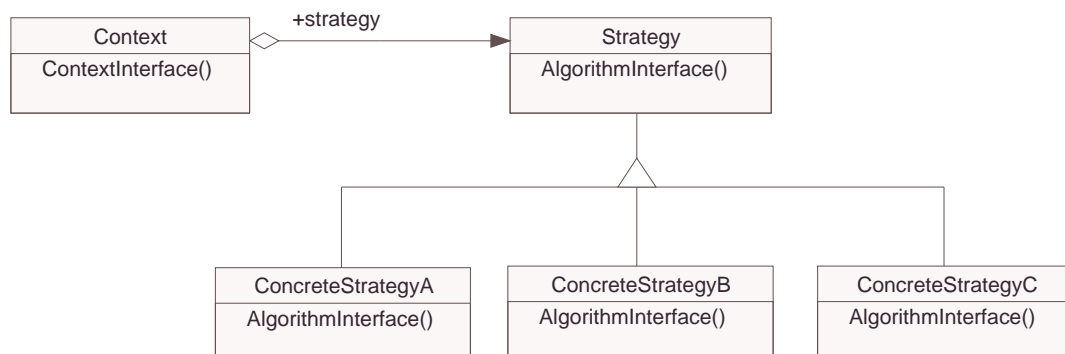 +strategy
Context
Strategy
ContextInterface()
AlgorithmInterface()
ConcreteStrategyA
ConcreteStrategyB
ConcreteStrategyC
AlgorithmInterface()
AlgorithmInterface()
AlgorithmInterface()